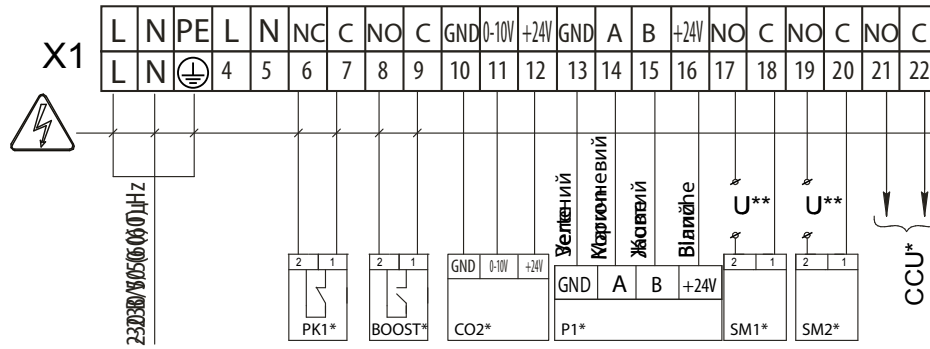 X1
L N PE L N NC C NO C GND 0-10V +24V GND A B +24V NO C NO C NO C
L N 4 5 6 7 8 9 10 11 12 13 14 15 16 17 18 19 20 21 22
U** U**
CCU*
2 1 2 1 GND 0-10V +24V GND A B +24V 2 1 2 1
PK1* BOOST* CO2* P1* SM1* SM2*